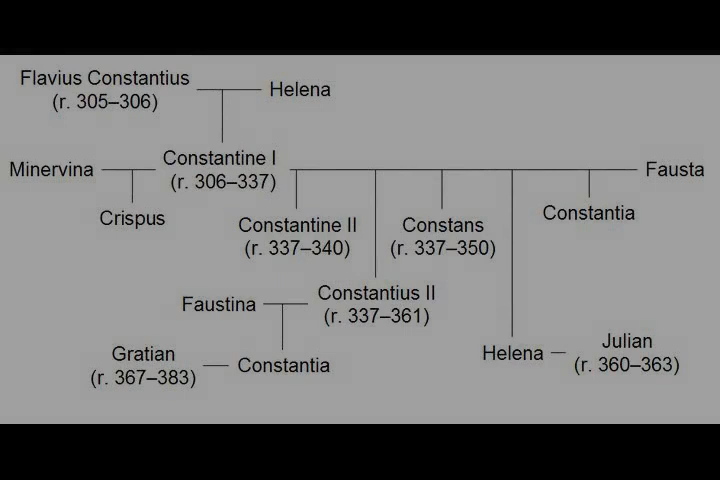 Flavius Constantius
(r. 305–306)
Helena
Minervina
Constantine I
(r. 306–337)
Fausta
Crispus
Constantine II
(r. 337–340)
Constans
(r. 337–350)
Constantia
Faustina
Constantius II
(r. 337–361)
Gratian
(r. 367–383)
Constantia
Helena
Julian
(r. 360–363)